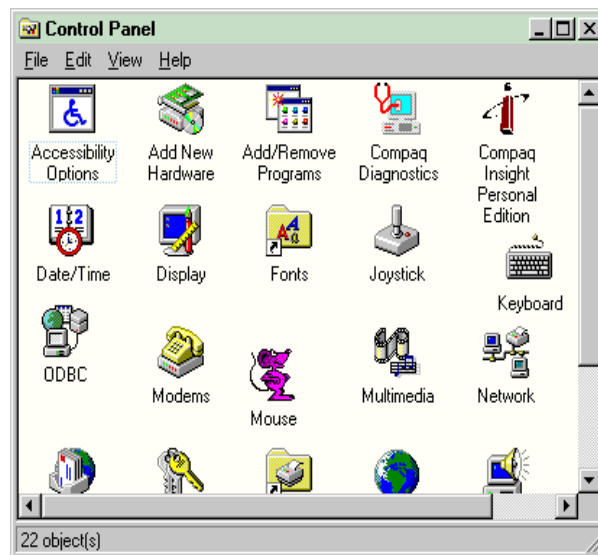 Control Panel
File Edit View Help
Accessibility Options
Add New Hardware
Add/Remove Programs
Compaq Diagnostics
Compaq Insight Personal Edition
Date/Time
Display
Fonts
Joystick
Keyboard
ODBC
Modems
Mouse
Multimedia
Network
22 object(s)